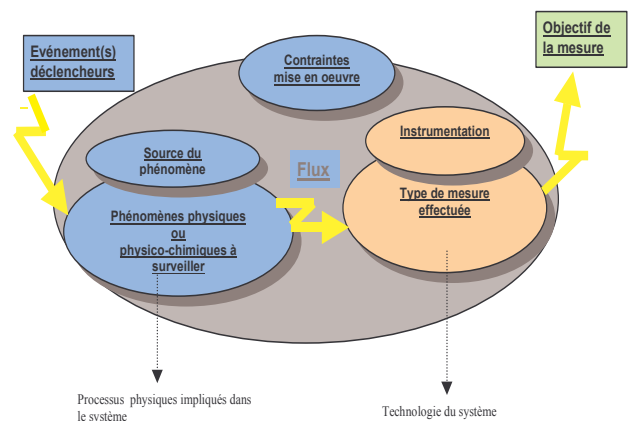 Evénement(s)
déclencheurs
Contraintes
mise en oeuvre
Objectif de
la mesure
Source du
phénomène
Flux
Instrumentation
Phénomènes physiques
ou
physico-chimiques à
surveiller
Type de mesure
effectuée
Processus physiques impliqués dans
le système
Technologie du système